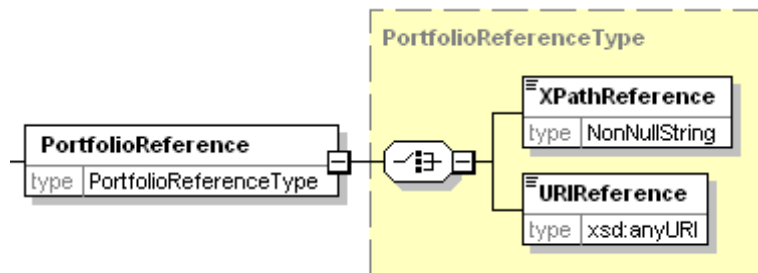 PortfolioReferenceType
XPathReference
type NonNullString
PortfolioReference
type PortfolioReferenceType
URIReference
type xsd:anyURI